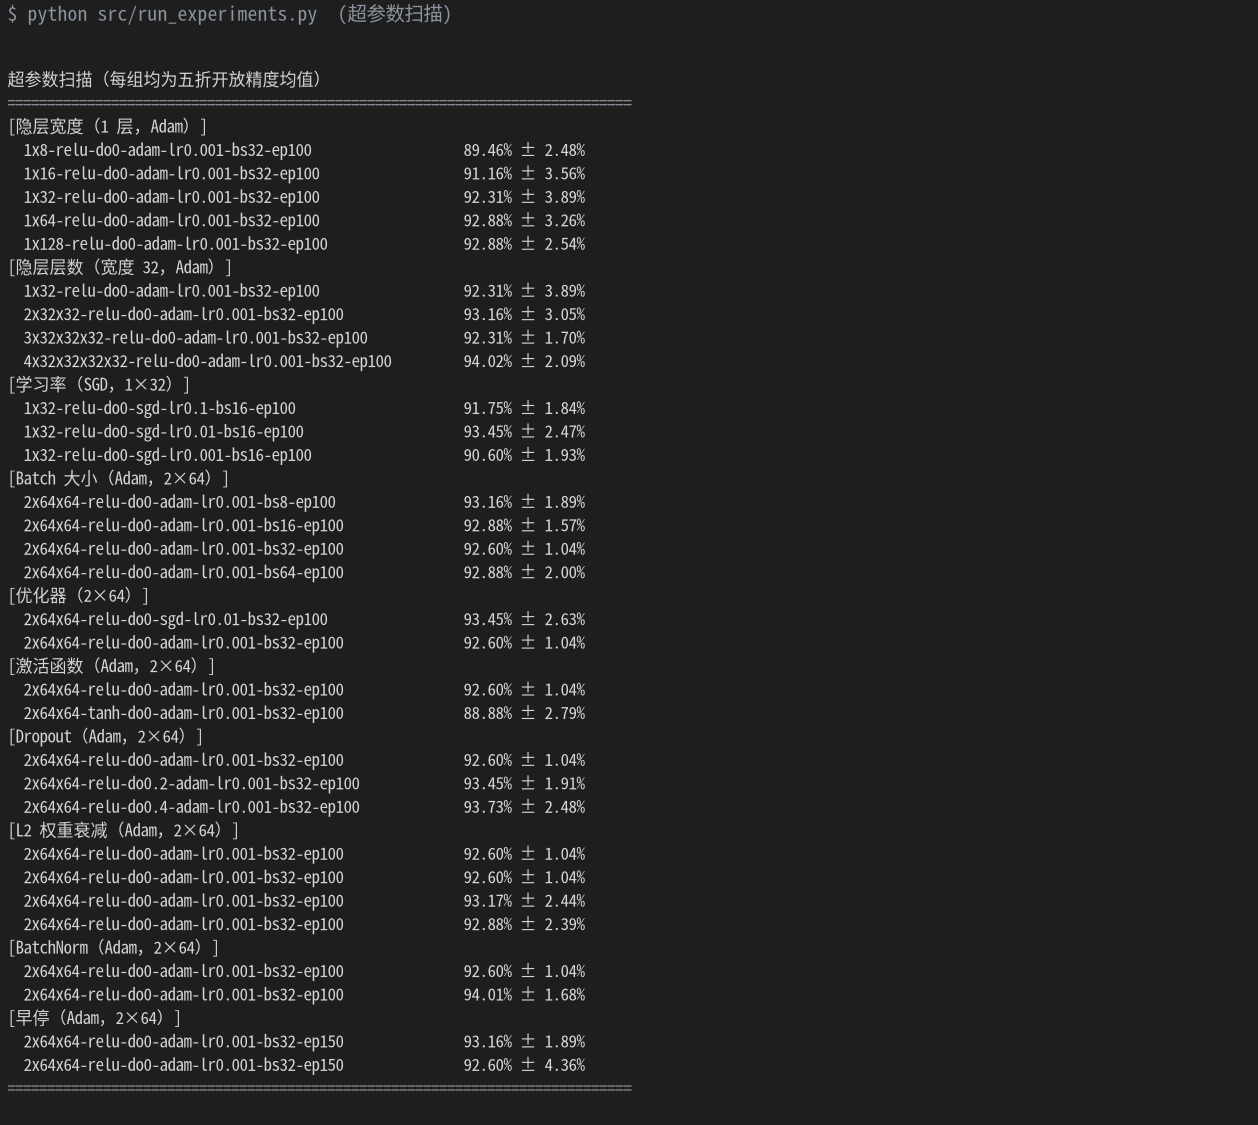 $ python src/run_experiments.py  (超参数扫描)
超参数扫描（每组均为五折开放精度均值）
==============================================================================
[隐层宽度（1 层，Adam）]
  1x8-relu-do0-adam-lr0.001-bs32-ep100                   89.46% ± 2.48%
  1x16-relu-do0-adam-lr0.001-bs32-ep100                  91.16% ± 3.56%
  1x32-relu-do0-adam-lr0.001-bs32-ep100                  92.31% ± 3.89%
  1x64-relu-do0-adam-lr0.001-bs32-ep100                  92.88% ± 3.26%
  1x128-relu-do0-adam-lr0.001-bs32-ep100                 92.88% ± 2.54%
[隐层层数（宽度 32，Adam）]
  1x32-relu-do0-adam-lr0.001-bs32-ep100                  92.31% ± 3.89%
  2x32x32-relu-do0-adam-lr0.001-bs32-ep100               93.16% ± 3.05%
  3x32x32x32-relu-do0-adam-lr0.001-bs32-ep100            92.31% ± 1.70%
  4x32x32x32x32-relu-do0-adam-lr0.001-bs32-ep100         94.02% ± 2.09%
[学习率（SGD，1×32）]
  1x32-relu-do0-sgd-lr0.1-bs16-ep100                     91.75% ± 1.84%
  1x32-relu-do0-sgd-lr0.01-bs16-ep100                    93.45% ± 2.47%
  1x32-relu-do0-sgd-lr0.001-bs16-ep100                   90.60% ± 1.93%
[Batch 大小（Adam，2×64）]
  2x64x64-relu-do0-adam-lr0.001-bs8-ep100                93.16% ± 1.89%
  2x64x64-relu-do0-adam-lr0.001-bs16-ep100               92.88% ± 1.57%
  2x64x64-relu-do0-adam-lr0.001-bs32-ep100               92.60% ± 1.04%
  2x64x64-relu-do0-adam-lr0.001-bs64-ep100               92.88% ± 2.00%
[优化器（2×64）]
  2x64x64-relu-do0-sgd-lr0.01-bs32-ep100                 93.45% ± 2.63%
  2x64x64-relu-do0-adam-lr0.001-bs32-ep100               92.60% ± 1.04%
[激活函数（Adam，2×64）]
  2x64x64-relu-do0-adam-lr0.001-bs32-ep100               92.60% ± 1.04%
  2x64x64-tanh-do0-adam-lr0.001-bs32-ep100               88.88% ± 2.79%
[Dropout（Adam，2×64）]
  2x64x64-relu-do0-adam-lr0.001-bs32-ep100               92.60% ± 1.04%
  2x64x64-relu-do0.2-adam-lr0.001-bs32-ep100             93.45% ± 1.91%
  2x64x64-relu-do0.4-adam-lr0.001-bs32-ep100             93.73% ± 2.48%
[L2 权重衰减（Adam，2×64）]
  2x64x64-relu-do0-adam-lr0.001-bs32-ep100               92.60% ± 1.04%
  2x64x64-relu-do0-adam-lr0.001-bs32-ep100               92.60% ± 1.04%
  2x64x64-relu-do0-adam-lr0.001-bs32-ep100               93.17% ± 2.44%
  2x64x64-relu-do0-adam-lr0.001-bs32-ep100               92.88% ± 2.39%
[BatchNorm（Adam，2×64）]
  2x64x64-relu-do0-adam-lr0.001-bs32-ep100               92.60% ± 1.04%
  2x64x64-relu-do0-adam-lr0.001-bs32-ep100               94.01% ± 1.68%
[早停（Adam，2×64）]
  2x64x64-relu-do0-adam-lr0.001-bs32-ep150               93.16% ± 1.89%
  2x64x64-relu-do0-adam-lr0.001-bs32-ep150               92.60% ± 4.36%
==============================================================================